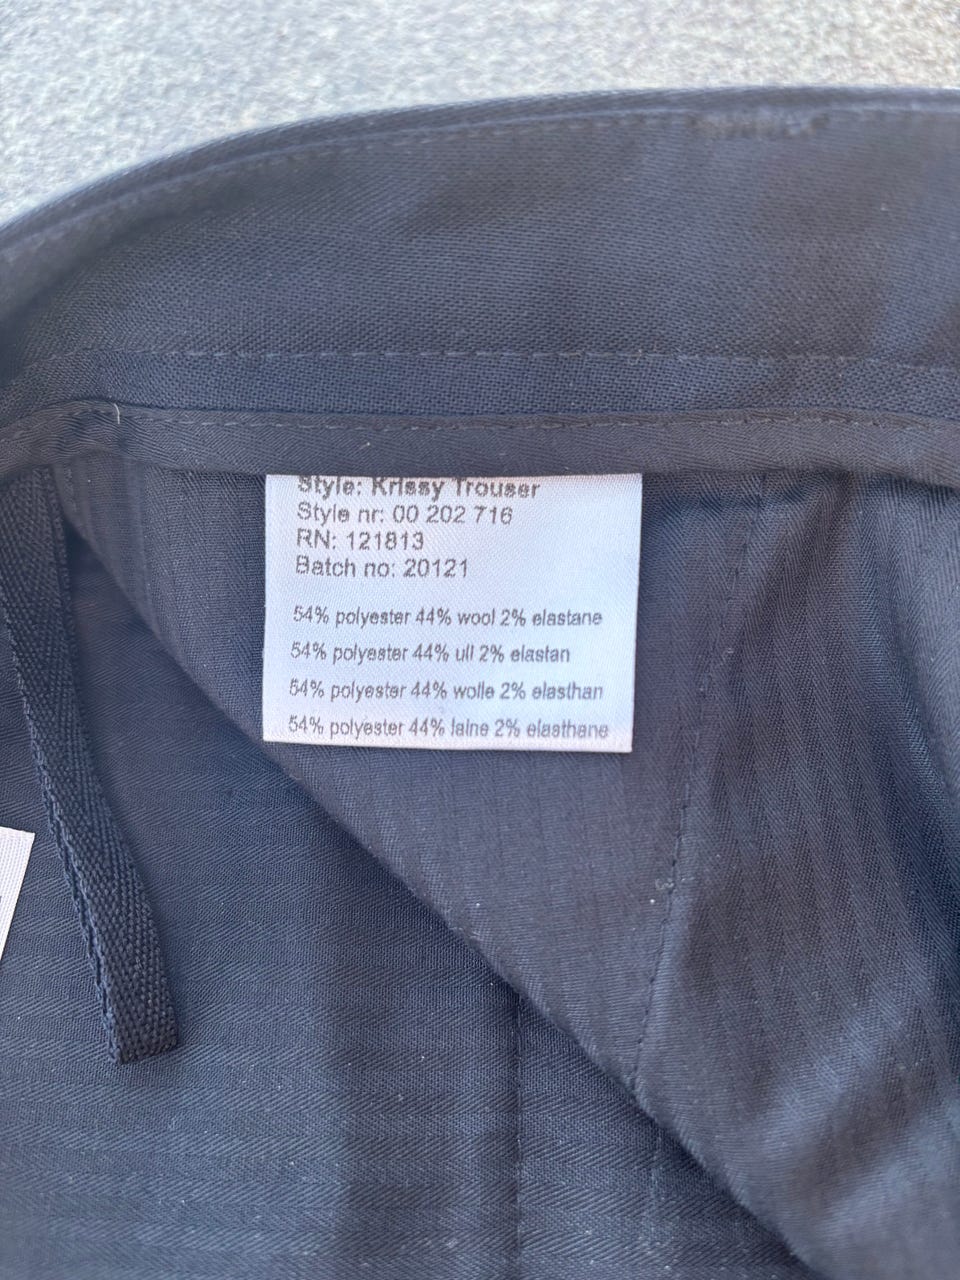 Style: Krissy Trouser
Style nr: 00 202 716
RN: 121813
Batch no: 20121
54% polyester 44% wool 2% elastane
54% polyester 44% ull 2% elastan
54% polyester 44% wolle 2% elasthan
54% polyester 44% laine 2% elasthane